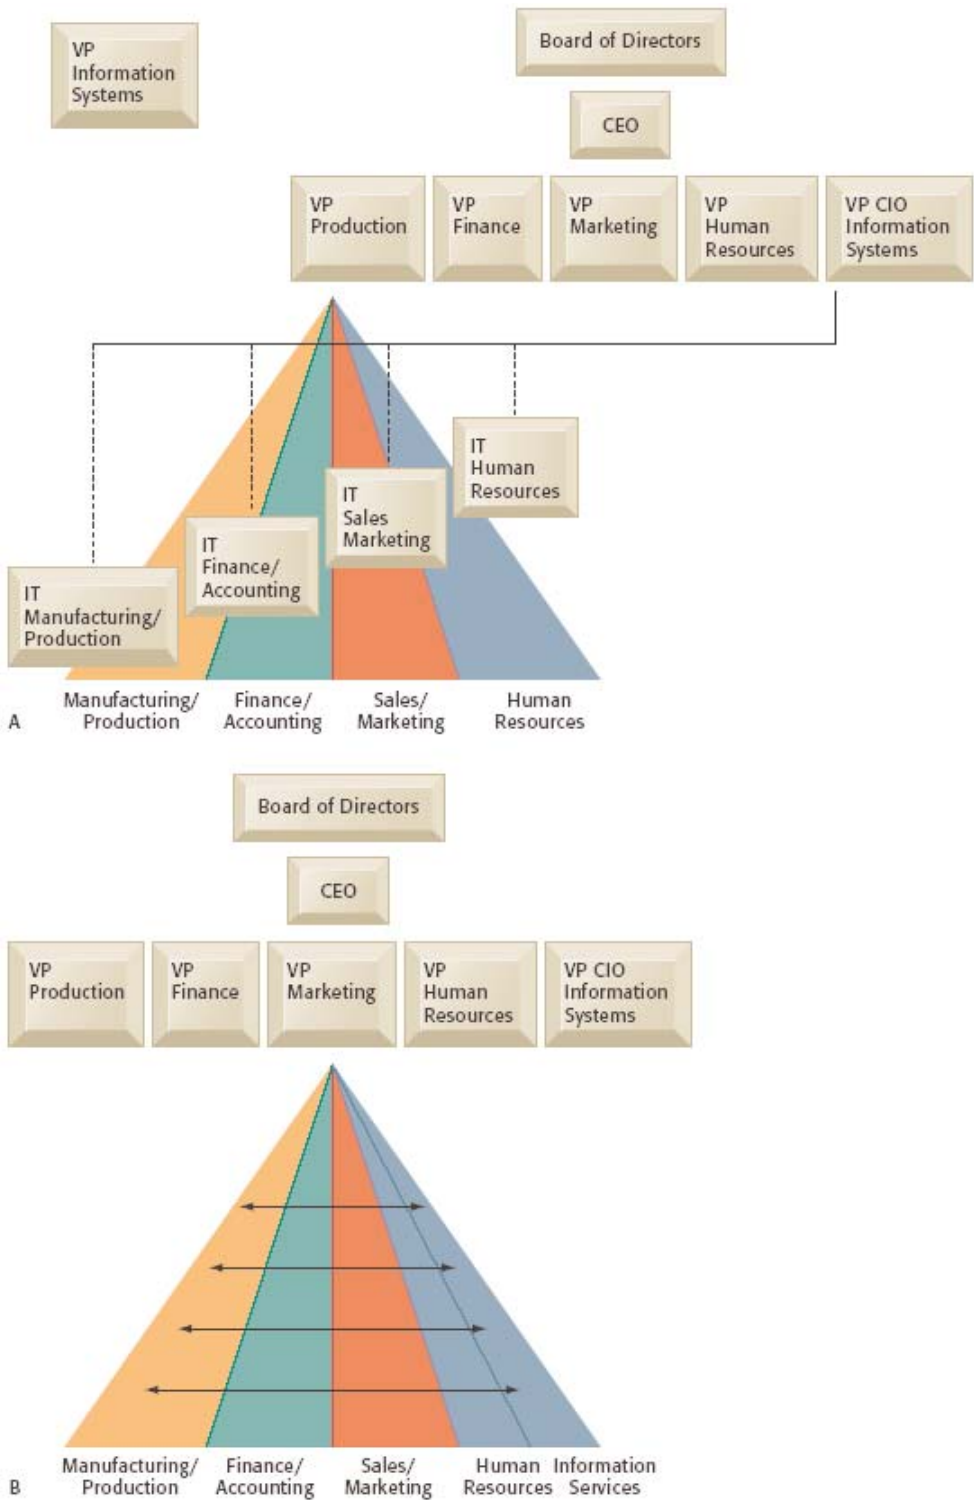 VP
Information
Systems
Board of Directors
CEO
VP
Production
VP
Finance
VP
Marketing
VP
Human
Resources
VP CIO
Information
Systems
IT
Human
Resources
IT
Sales
Marketing
IT
Finance/
Accounting
IT
Manufacturing/
Production
Manufacturing/
Production
Finance/
Accounting
Sales/
Marketing
Human
Resources
A
Board of Directors
CEO
VP
Production
VP
Finance
VP
Marketing
VP
Human
Resources
VP CIO
Information
Systems
Manufacturing/
Production
Finance/
Accounting
Sales/
Marketing
Human
Resources
Information
Services
B